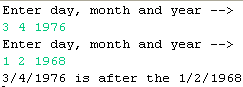 Enter day, month and year -->
3 4 1976
Enter day, month and year -->
1 2 1968
3/4/1976 is after the 1/2/1968